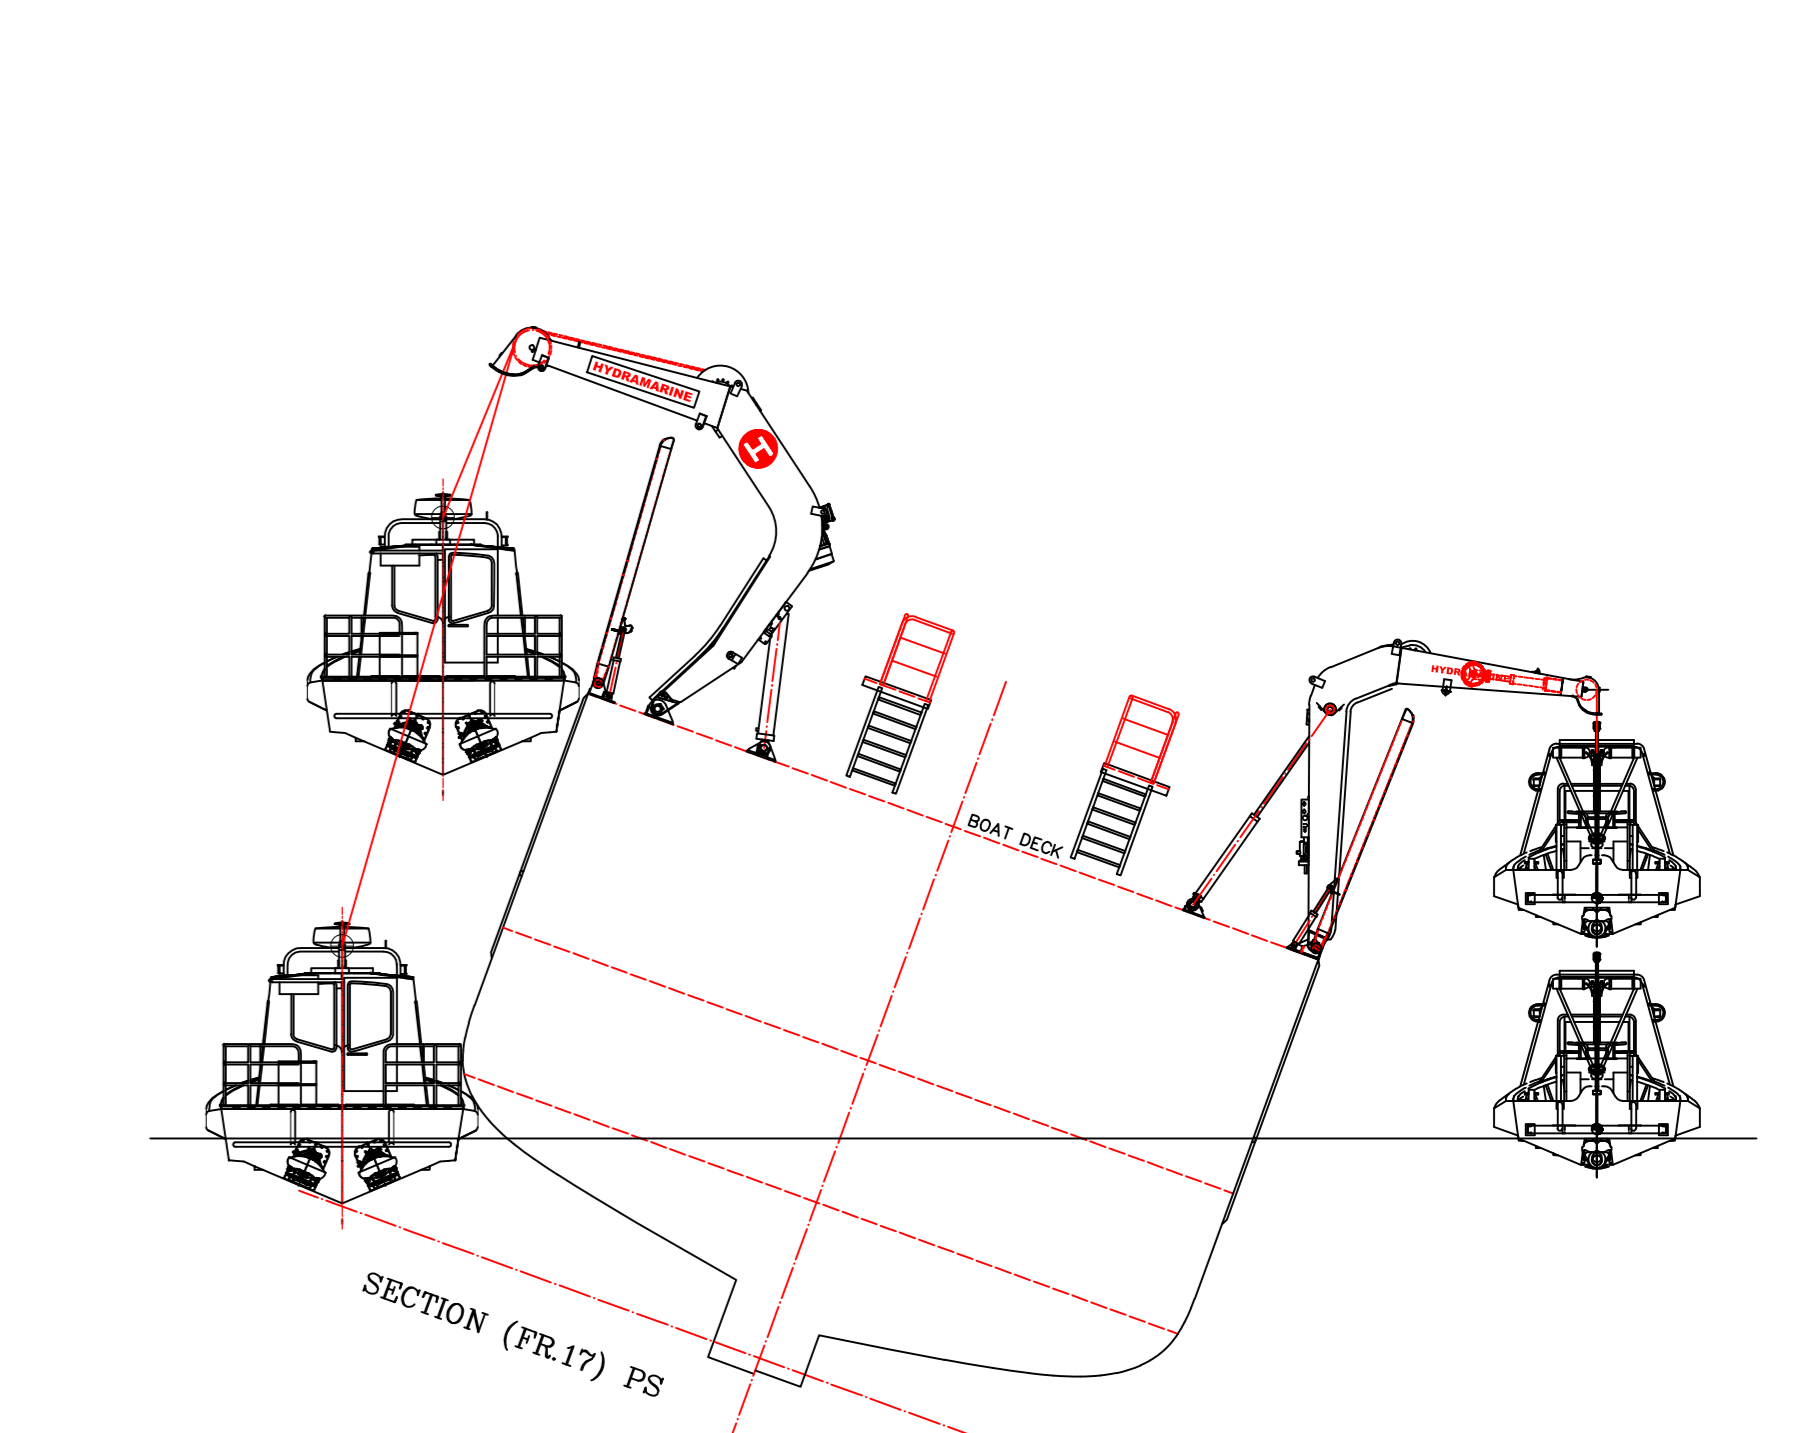 HYDRAMARINE
H
BOAT DECK
SECTION (FR.17) PS